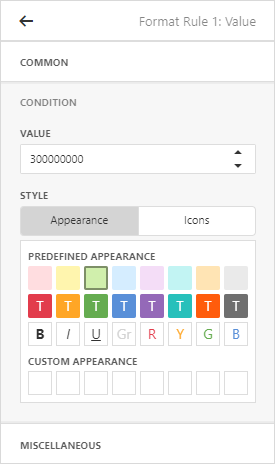 Format Rule 1: Value
COMMON
CONDITION
VALUE
300000000
STYLE
Appearance Icons
PREDEFINED APPEARANCE
T T T T T T T T
B I U Gr R Y G B
CUSTOM APPEARANCE
MISCELLANEOUS